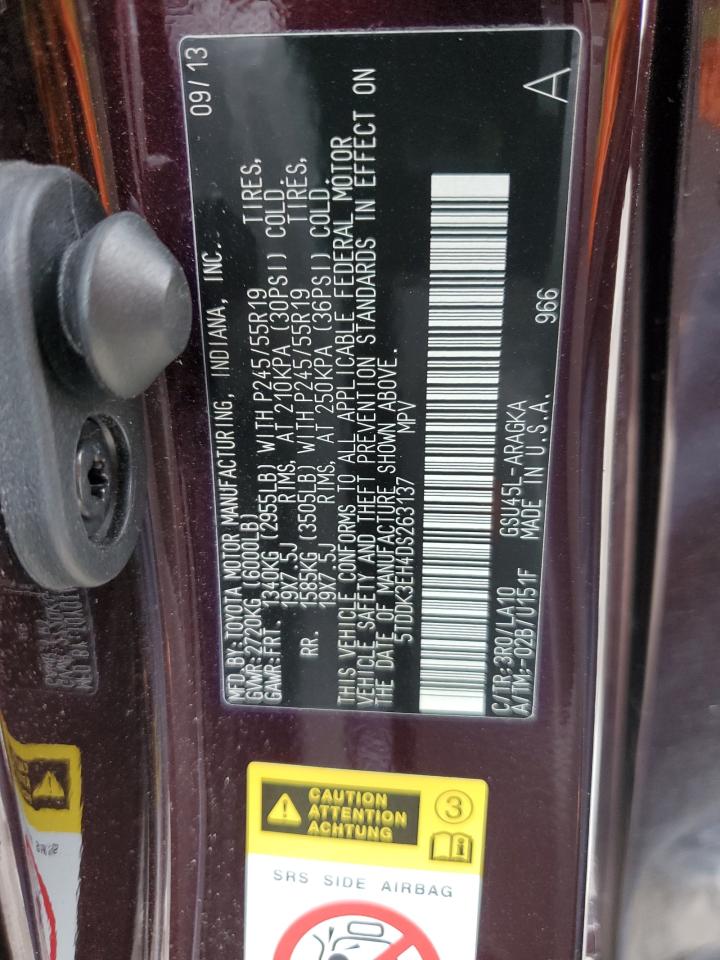 MFD. BY: TOYOTA MOTOR MANUFACTURING, INDIANA, INC. 09/13
GVWR: 2720KG (6000LB)
GAWR: FRT. 1340KG (2955LB) WITH P245/55R19 TIRES,
19X7.5J RIMS, AT 210KPA (30PSI) COLD.
RR. 1585KG (3505LB) WITH P245/55R19 TIRES,
19X7.5J RIMS, AT 250KPA (36PSI) COLD.
THIS VEHICLE CONFORMS TO ALL APPLICABLE FEDERAL MOTOR
VEHICLE SAFETY AND THEFT PREVENTION STANDARDS IN EFFECT ON
THE DATE OF MANUFACTURE SHOWN ABOVE.
5TDDK3EH4DS263137 MPV
C/TR:3R0/LA10 GSU45L-ARAGKA 966 A
A/TM:-02B/U151F MADE IN U.S.A.
CAUTION
ATTENTION
ACHTUNG
3
SRS SIDE AIRBAG